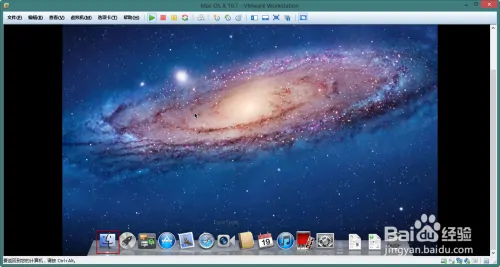 Mac OS X 10.7 - VMware Workstation
文件(F) 编辑(E) 查看(V) 虚拟机(M) 选项卡(T) 帮助(H)
19
Baidu 经验
jingyan.baidu.com
要返回到您的计算机，请按 Ctrl+Alt。